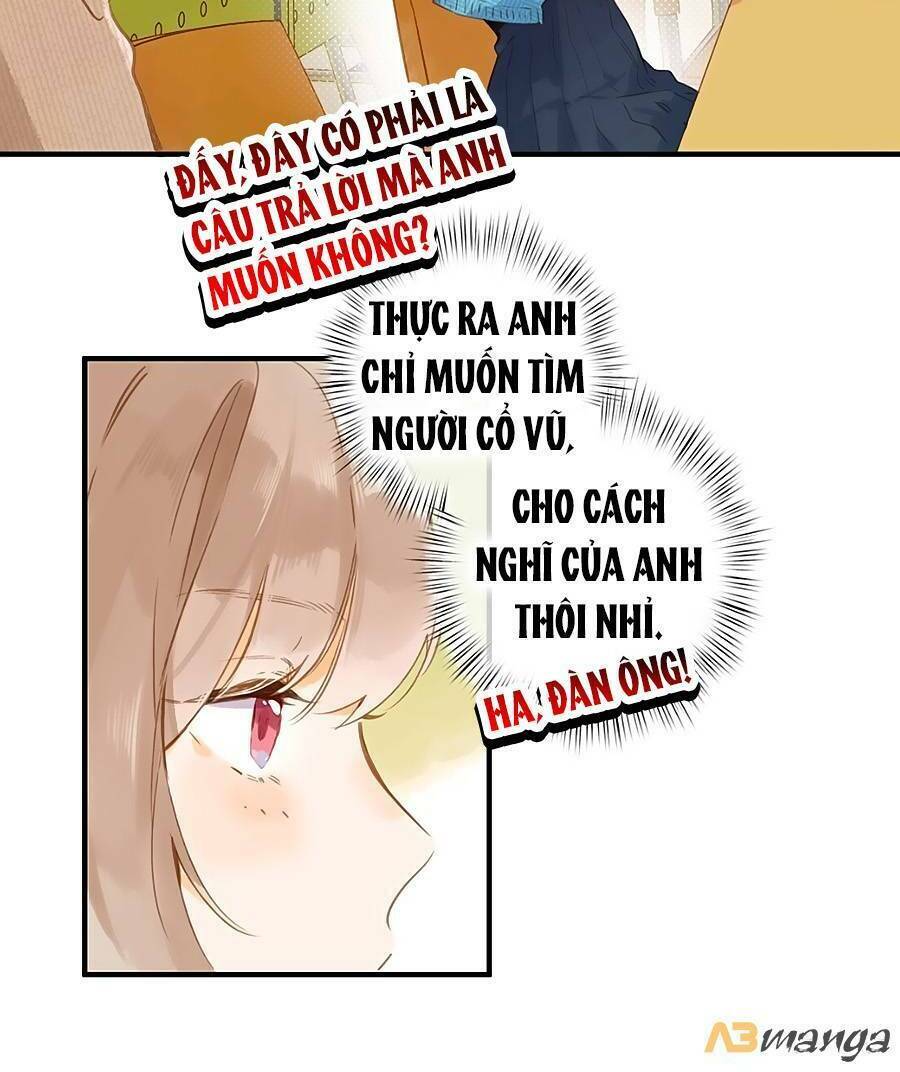 ĐẤY, ĐÂY CÓ PHẢI LÀ
CÂU TRẢ LỜI MÀ ANH
MUỐN KHÔNG?
THỰC RA ANH
CHỈ MUỐN TÌM
NGƯỜI CỔ VŨ,
CHO CÁCH
NGHĨ CỦA ANH
THÔI NHỈ.
HA, ĐÀN ÔNG!
A3manga